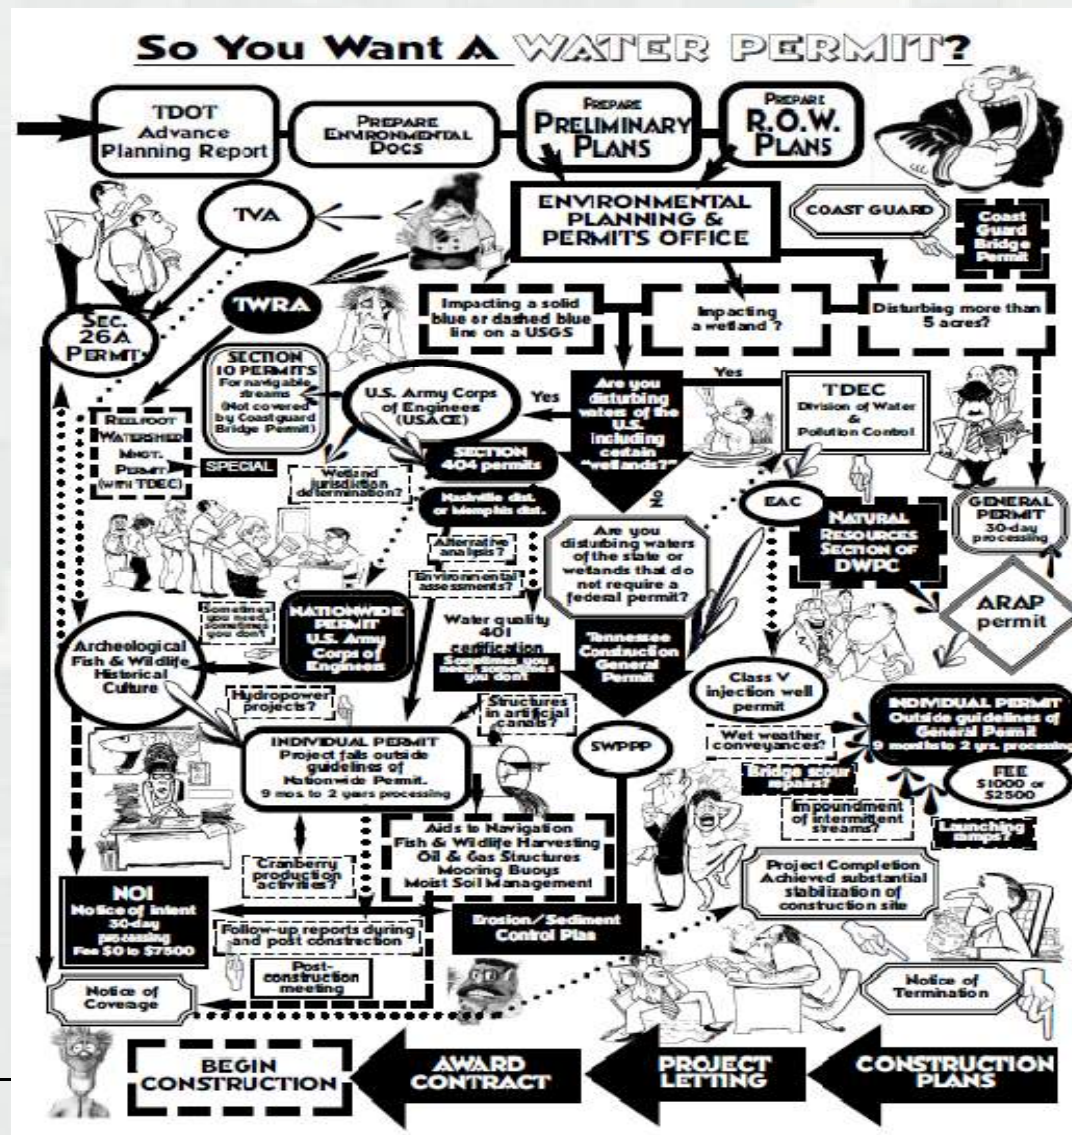 So You Want A WATER PERMIT?
TDOT
Advance
Planning Report
PREPARE
ENVIRONMENTAL
DOCS
PREPARE
PRELIMINARY
PLANS
PREPARE
R.O.W.
PLANS
TVA
ENVIRONMENTAL
PLANNING &
PERMITS OFFICE
COAST GUARD
Coast
Guard
Bridge
Permit
TWRA
Impacting a solid
blue or dashed blue
line on a USGS
Impacting
a wetland ?
Disturbing more than
5 acres?
SEC.
26A
PERMIT
SECTION
10 PERMITS
For navigable
streams
(Not covered
by Coastguard
Bridge Permit)
U.S. Army Corps
of Enginees
(USACE)
Yes
Are you
disturbing
waters of the
U.S.
including
certain
"wetlands?"
Yes
TDEC
Division of Water
&
Pollution Control
REELFOOT
WATERSHED
MNGT.
PERMIT
(WITH TDEC)
SPECIAL
Wetland
jurisdiction
determination?
SECTION
404 permits
Nashville dist.
or Memphis dist.
No
EAC
NATURAL
RESOURCES
SECTION OF
DWPC
GENERAL
PERMIT
30-day
processing
Alternative
analysis?
Environmental
assessments?
Are you
disturbing waters
of the state or
wetlands that do
not require a
federal permit?
ARAP
permit
Sometimes
you need,
sometimes
you don't
NATIONWIDE
PERMIT
U.S. Army
Corps of
Engineers
Water quality
401
certification
Sometimes you
need, sometimes
you don't
Tennessee
Construction
General
Permit
Archeological
Fish & Wildlife
Historical
Culture
Class V
injection well
permit
Hydropower
projects?
Structures
in artificial
canals?
INDIVIDUAL PERMIT
Outside guidelines of
General Permit
9 months to 2 yrs. processing
INDIVIDUAL PERMIT
Project falls outside
guidelines of
Nationwide Permit.
9 mos. to 2 years processing
SWPPP
Wet weather
conveyances?
Bridge scour
repairs?
FEE
$1000 or
$2500
Impoundment
of intermittent
streams?
Launching
ramps?
Aids to Navigation
Fish & Wildlife Harvesting
Oil & Gas Structures
Mooring Buoys
Moist Soil Management
Cranberry
production
activities?
Project Completion
Achieved substantial
stabilization of
construction site
NOI
Notice of intent
30-day
processing
Fee $0 to $7500
Follow-up reports during
and post constrection
Erosion/Sediment
Control Plan
Post-
construction
meeting
Notice of
Coverage
Notice of
Termination
BEGIN
CONSTRUCTION
AWARD
CONTRACT
PROJECT
LETTING
CONSTRUCTION
PLANS